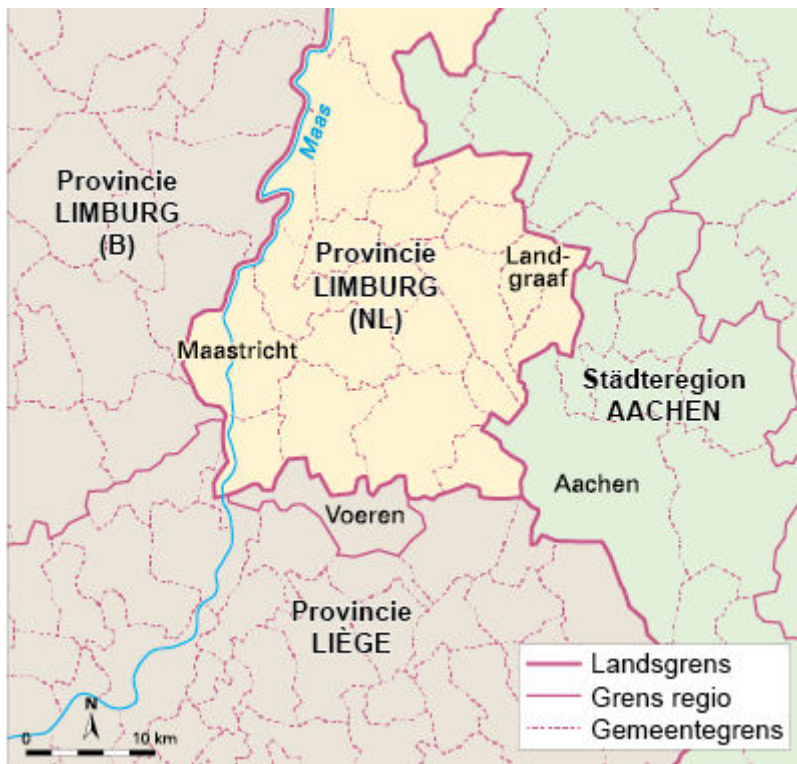 Maas
Provincie
LIMBURG
(B)
Provincie
LIMBURG
(NL)
Land-
graaf
Maastricht
Städteregion
AACHEN
Aachen
Voeren
Provincie
LIÈGE
Landsgrens
Grens regio
Gemeentegrens
N
0 10 km